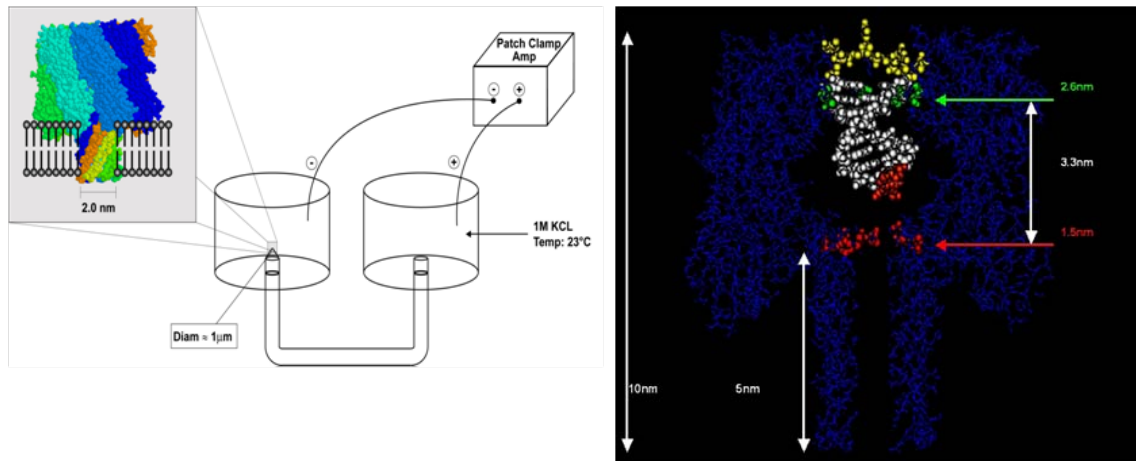 Patch Clamp
Amp
- +
-
+
2.0 nm
1M KCL
Temp: 23°C
Diam ≈ 1µm
2.6nm
3.3nm
1.5nm
10nm
5nm